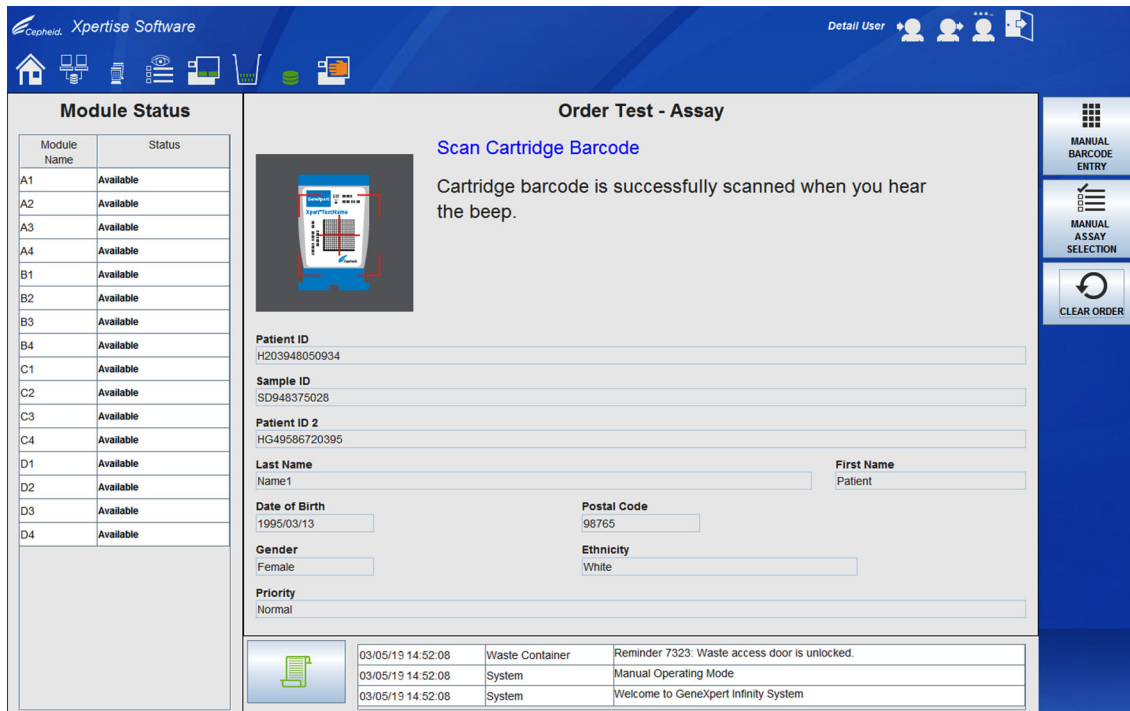 Cepheid. Xpertise Software
Detail User
Module Status
Module Name Status
A1 Available
A2 Available
A3 Available
A4 Available
B1 Available
B2 Available
B3 Available
B4 Available
C1 Available
C2 Available
C3 Available
C4 Available
D1 Available
D2 Available
D3 Available
D4 Available
Order Test - Assay
Scan Cartridge Barcode
Cartridge barcode is successfully scanned when you hear
the beep.
GeneXpert
Xpert TestName
Cepheid.
Patient ID
H203948050934
Sample ID
SD948375028
Patient ID 2
HG49586720395
Last Name First Name
Name1 Patient
Date of Birth Postal Code
1995/03/13 98765
Gender Ethnicity
Female White
Priority
Normal
03/05/19 14:52:08 Waste Container Reminder 7323: Waste access door is unlocked.
03/05/19 14:52:08 System Manual Operating Mode
03/05/19 14:52:08 System Welcome to GeneXpert Infinity System
MANUAL
BARCODE
ENTRY
MANUAL
ASSAY
SELECTION
CLEAR ORDER